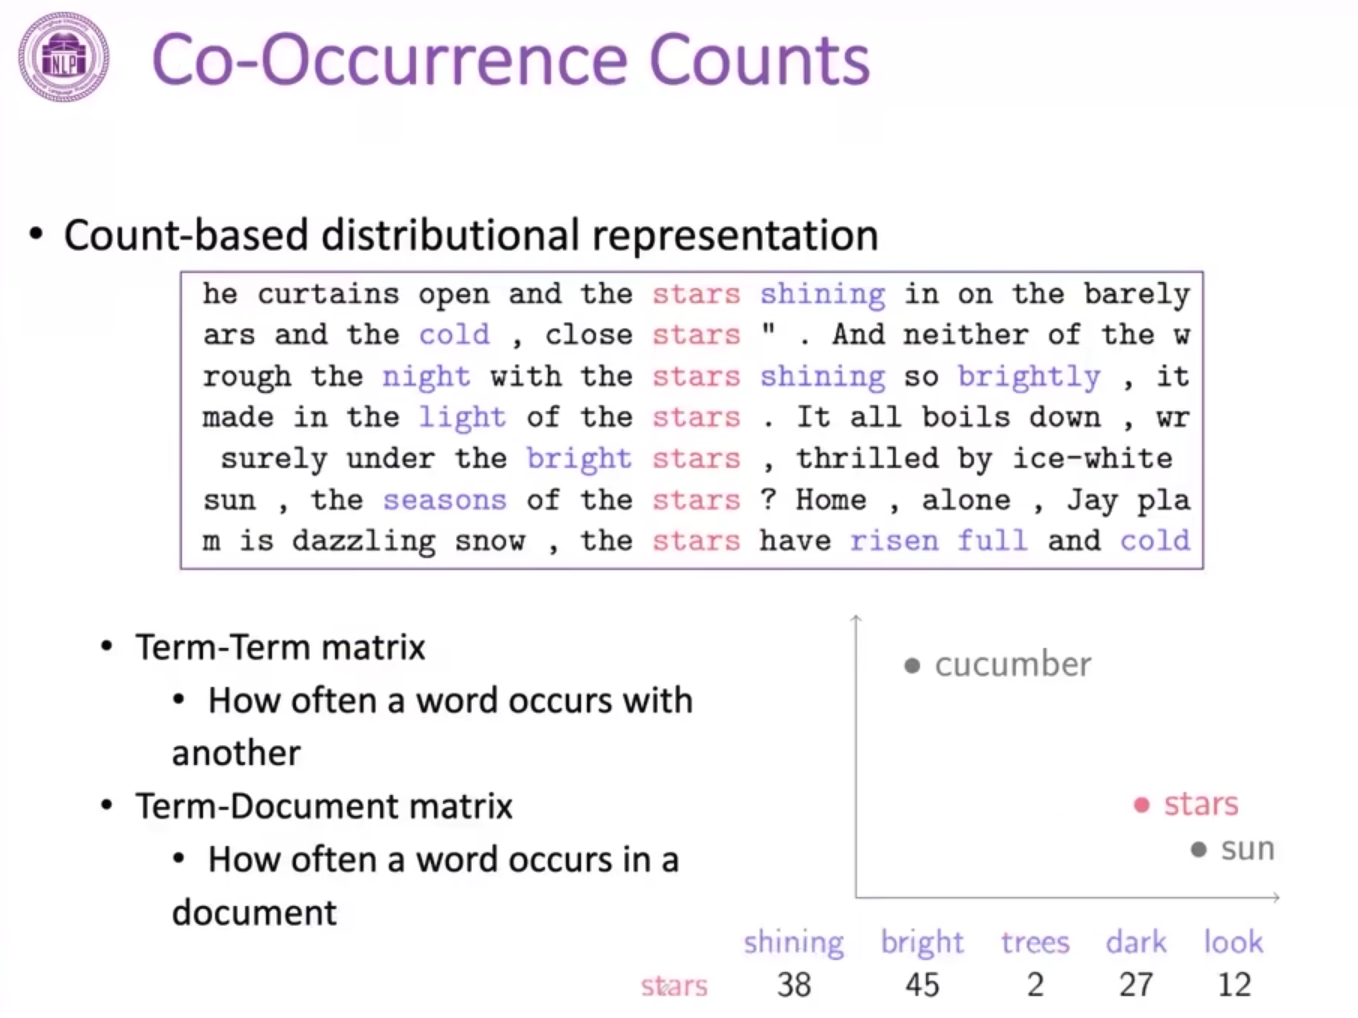 NLP
Co-Occurrence Counts
• Count-based distributional representation
he curtains open and the stars shining in on the barely
ars and the cold , close stars " . And neither of the w
rough the night with the stars shining so brightly , it
made in the light of the stars . It all boils down , wr
surely under the bright stars , thrilled by ice-white
sun , the seasons of the stars ? Home , alone , Jay pla
m is dazzling snow , the stars have risen full and cold
• Term-Term matrix
• How often a word occurs with
another
• Term-Document matrix
• How often a word occurs in a
document
cucumber
stars
sun
shining bright trees dark look
stars 38 45 2 27 12